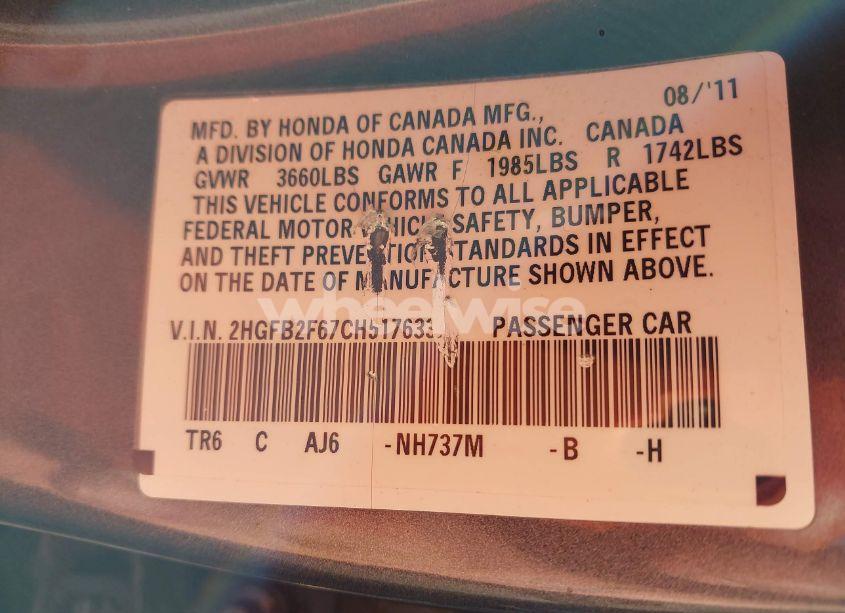 08/'11
MFD. BY HONDA OF CANADA MFG.,
A DIVISION OF HONDA CANADA INC. CANADA
GVWR 3660LBS GAWR F 1985LBS R 1742LBS
THIS VEHICLE CONFORMS TO ALL APPLICABLE
FEDERAL MOTOR VEHICLE SAFETY, BUMPER,
AND THEFT PREVENTION STANDARDS IN EFFECT
ON THE DATE OF MANUFACTURE SHOWN ABOVE.
wheelwise
V.I.N. PASSENGER CAR
TR6 C AJ6 -NH737M -B -H